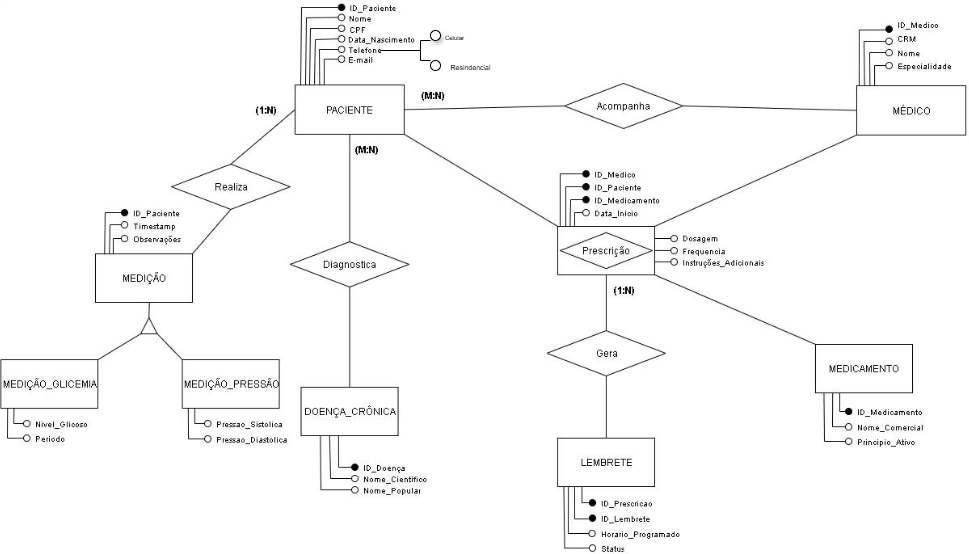 ID_Paciente
Nome
CPF
Data_Nascimento
Telefone
E-mail
Celular
Resindencial
ID_Medico
CRM
Nome
Especialidade
PACIENTE
(1:N)
(M:N)
(M:N)
Acompanha
MÉDICO
Realiza
ID_Paciente
Timestamp
Observações
MEDIÇÃO
Diagnostica
ID_Medico
ID_Paciente
ID_Medicamento
Data_Inicio
Prescrição
Dosagem
Frequencia
Instruções_Adicionais
(1:N)
Gera
MEDIÇÃO_GLICEMIA
Nivel_Glicoso
Periodo
MEDIÇÃO_PRESSÃO
Pressao_Sistolica
Pressao_Diastolica
DOENÇA_CRÔNICA
ID_Doença
Nome_Cientifico
Nome_Popular
MEDICAMENTO
ID_Medicamento
Nome_Comercial
Principio_Ativo
LEMBRETE
ID_Prescricao
ID_Lembrete
Horario_Programado
Status